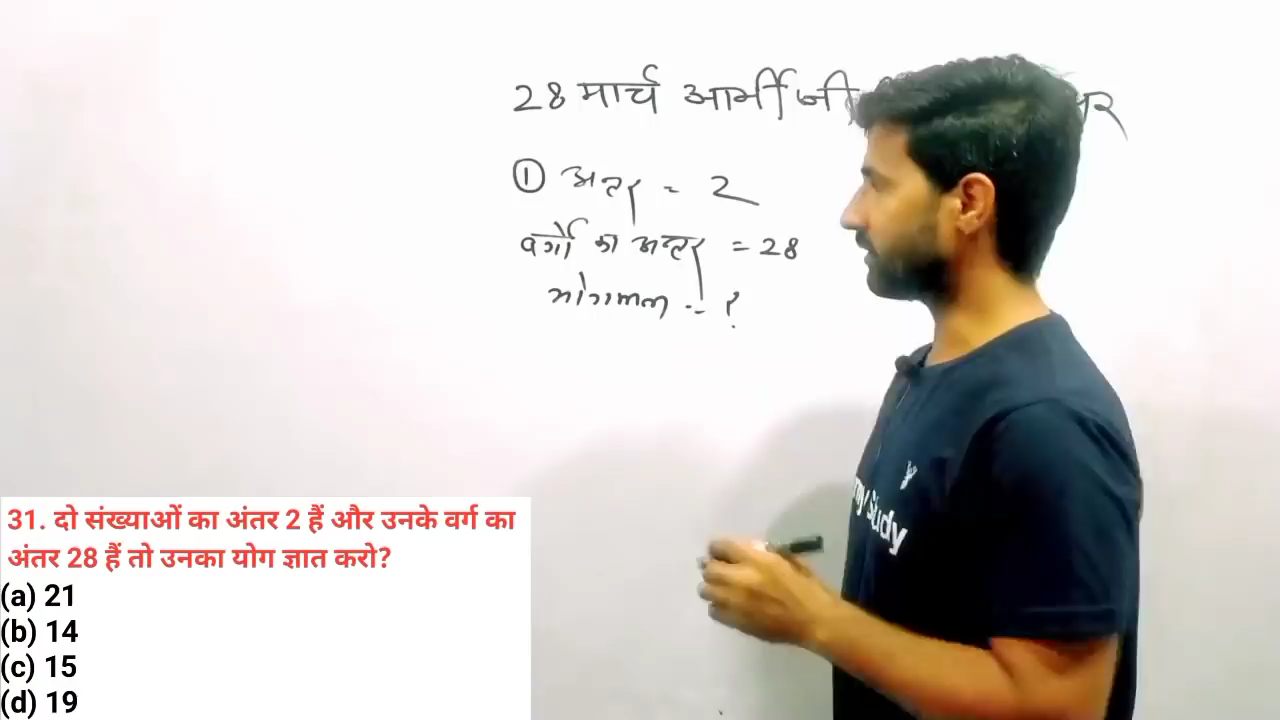 28 मार्च आर्मी जी
① अन्तर = 2
वर्गों का अन्तर = 28
योगफल = ?
my Study
31. दो संख्याओं का अंतर 2 हैं और उनके वर्ग का
अंतर 28 हैं तो उनका योग ज्ञात करो?
(a) 21
(b) 14
(c) 15
(d) 19